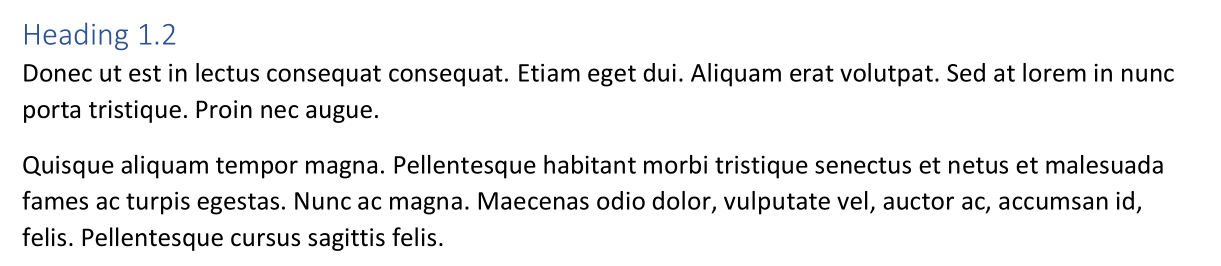 Heading 1.2
Donec ut est in lectus consequat consequat. Etiam eget dui. Aliquam erat volutpat. Sed at lorem in nunc
porta tristique. Proin nec augue.
Quisque aliquam tempor magna. Pellentesque habitant morbi tristique senectus et netus et malesuada
fames ac turpis egestas. Nunc ac magna. Maecenas odio dolor, vulputate vel, auctor ac, accumsan id,
felis. Pellentesque cursus sagittis felis.